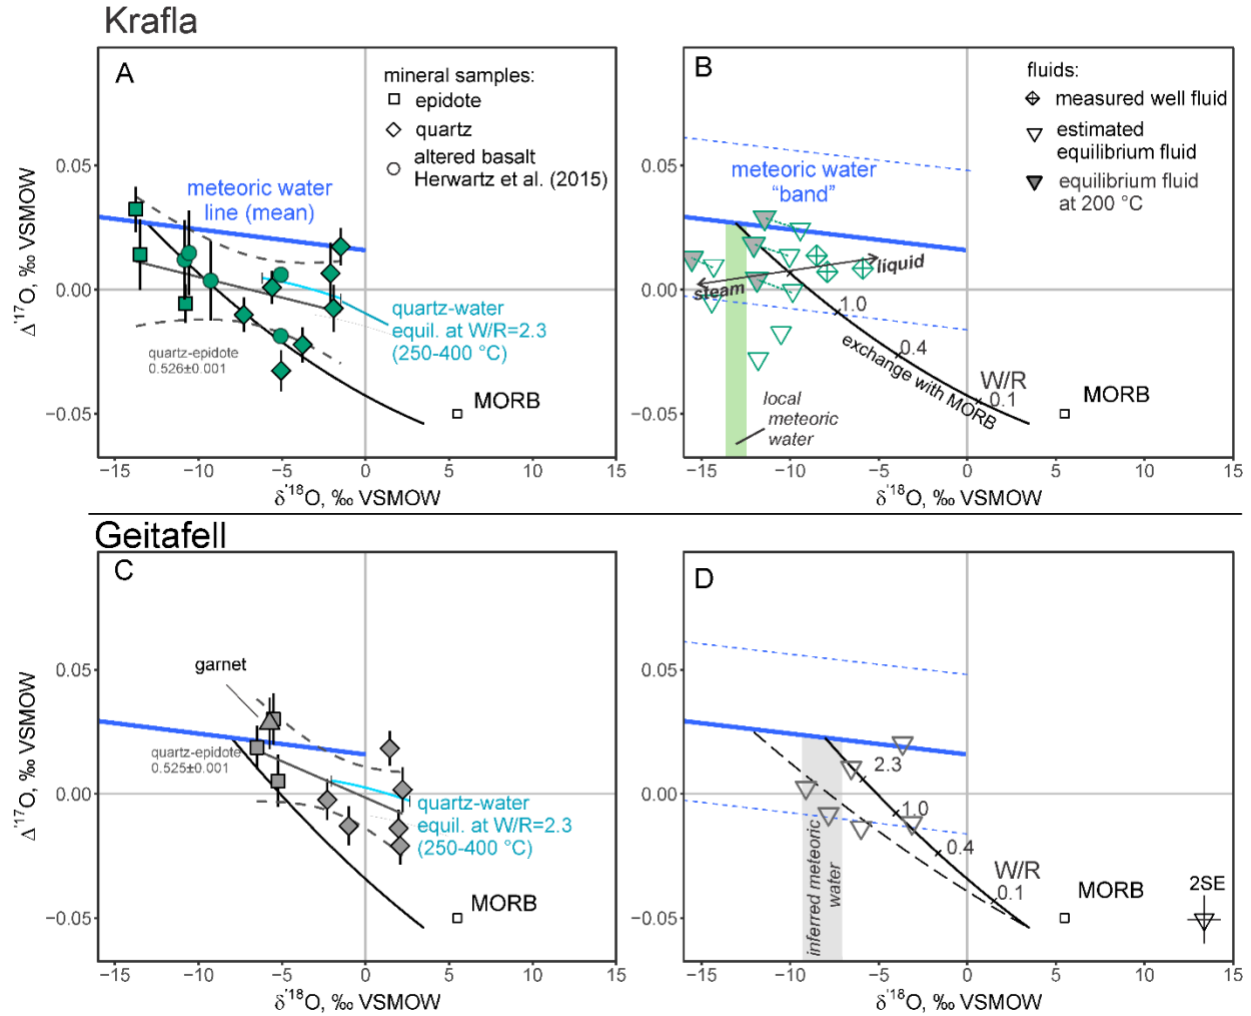 Krafla
A
mineral samples:
epidote
quartz
altered basalt
Herwartz et al. (2015)
meteoric water
line (mean)
quartz-water
equil. at W/R=2.3
(250-400 °C)
quartz-epidote
0.526±0.001
MORB
0.05
0.00
−0.05
Δ'17O, ‰ VSMOW
−15 −10 −5 0 5 10 15
δ'18O, ‰ VSMOW
B
fluids:
measured well fluid
estimated
equilibrium fluid
equilibrium fluid
at 200 °C
meteoric water
"band"
liquid
steam
1.0
0.4
W/R
0.1
exchange with MORB
MORB
local
meteoric
water
0.05
0.00
−0.05
−15 −10 −5 0 5 10 15
δ'18O, ‰ VSMOW
Geitafell
C
garnet
quartz-epidote
0.525±0.001
quartz-water
equil. at W/R=2.3
(250-400 °C)
MORB
0.05
0.00
−0.05
Δ'17O, ‰ VSMOW
−15 −10 −5 0 5 10 15
δ'18O, ‰ VSMOW
D
2.3
1.0
0.4
W/R
0.1
MORB
2SE
inferred meteoric
water
0.05
0.00
−0.05
−15 −10 −5 0 5 10 15
δ'18O, ‰ VSMOW